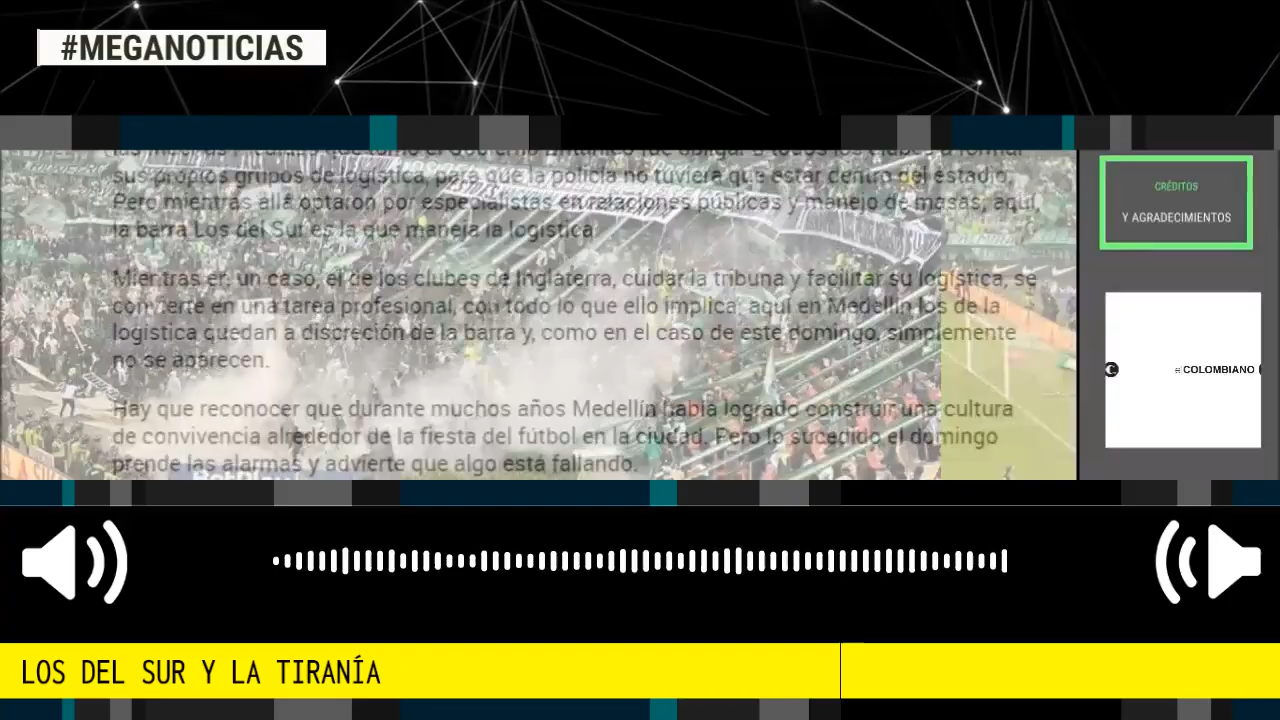 #MEGANOTICIAS
sus propios grupos de logística, para que la policía no tuviera que estar dentro del estadio.
Pero mientras allá optaron por especialistas en relaciones públicas y manejo de masas, aquí,
la barra Los del Sur es la que maneja la logística.
Mientras en un caso, el de los clubes de Inglaterra, cuidar la tribuna y facilitar su logística, se
convierte en una tarea profesional, con todo lo que ello implica, aquí en Medellín los de la
logística quedan a discreción de la barra y, como en el caso de este domingo, simplemente
no se aparecen.
Hay que reconocer que durante muchos años Medellín había logrado construir una cultura
de convivencia alrededor de la fiesta del fútbol en la ciudad. Pero lo sucedido el domingo
prende las alarmas y advierte que algo está fallando.
CRÉDITOS
Y AGRADECIMIENTOS
EL COLOMBIANO
LOS DEL SUR Y LA TIRANÍA